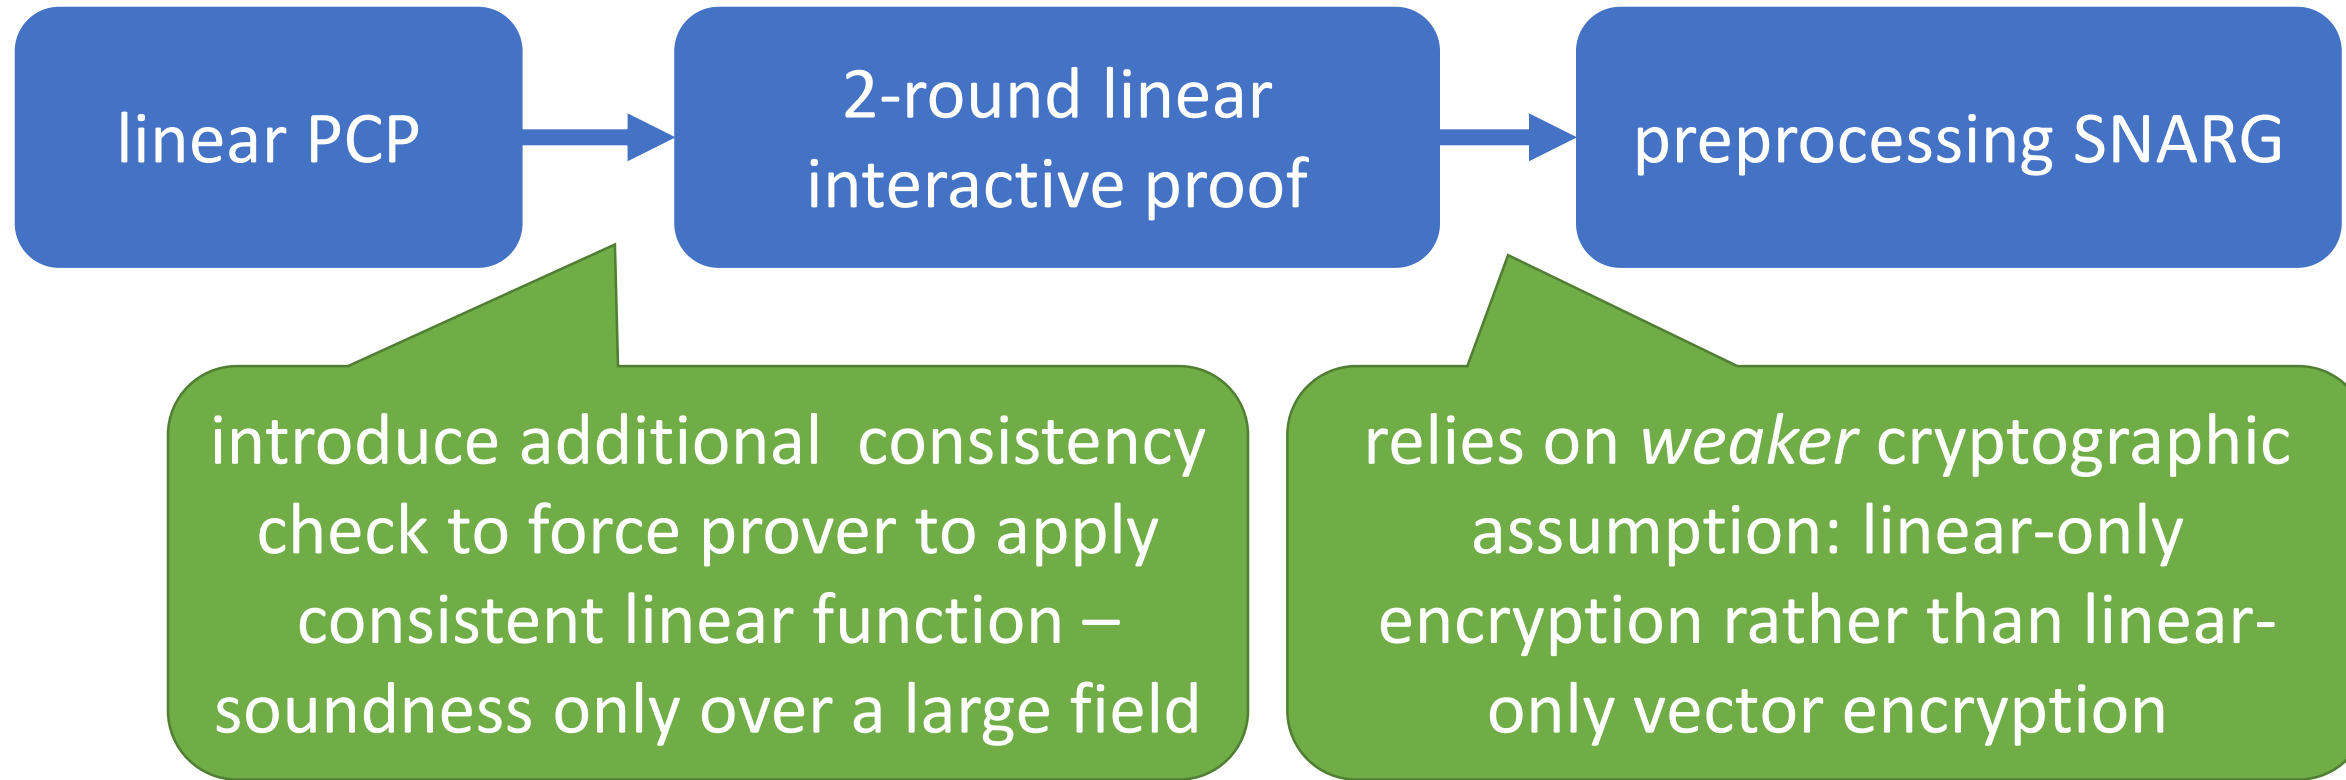 linear PCP
2-round linear
interactive proof
preprocessing SNARG
introduce additional  consistency
check to force prover to apply
consistent linear function –
soundness only over a large field
relies on weaker cryptographic
assumption: linear-only
encryption rather than linear-
only vector encryption